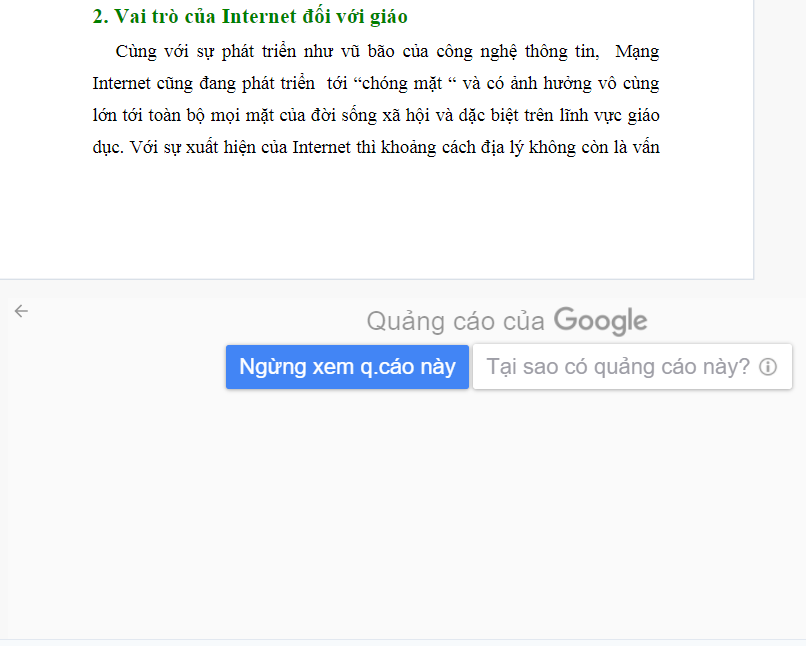 2. Vai trò của Internet đối với giáo
Cùng với sự phát triển như vũ bão của công nghệ thông tin, Mạng
Internet cũng đang phát triển tới “chóng mặt “ và có ảnh hưởng vô cùng
lớn tới toàn bộ mọi mặt của đời sống xã hội và dặc biệt trên lĩnh vực giáo
dục. Với sự xuất hiện của Internet thì khoảng cách địa lý không còn là vấn
Quảng cáo của Google
Ngừng xem q.cáo này
Tại sao có quảng cáo này?